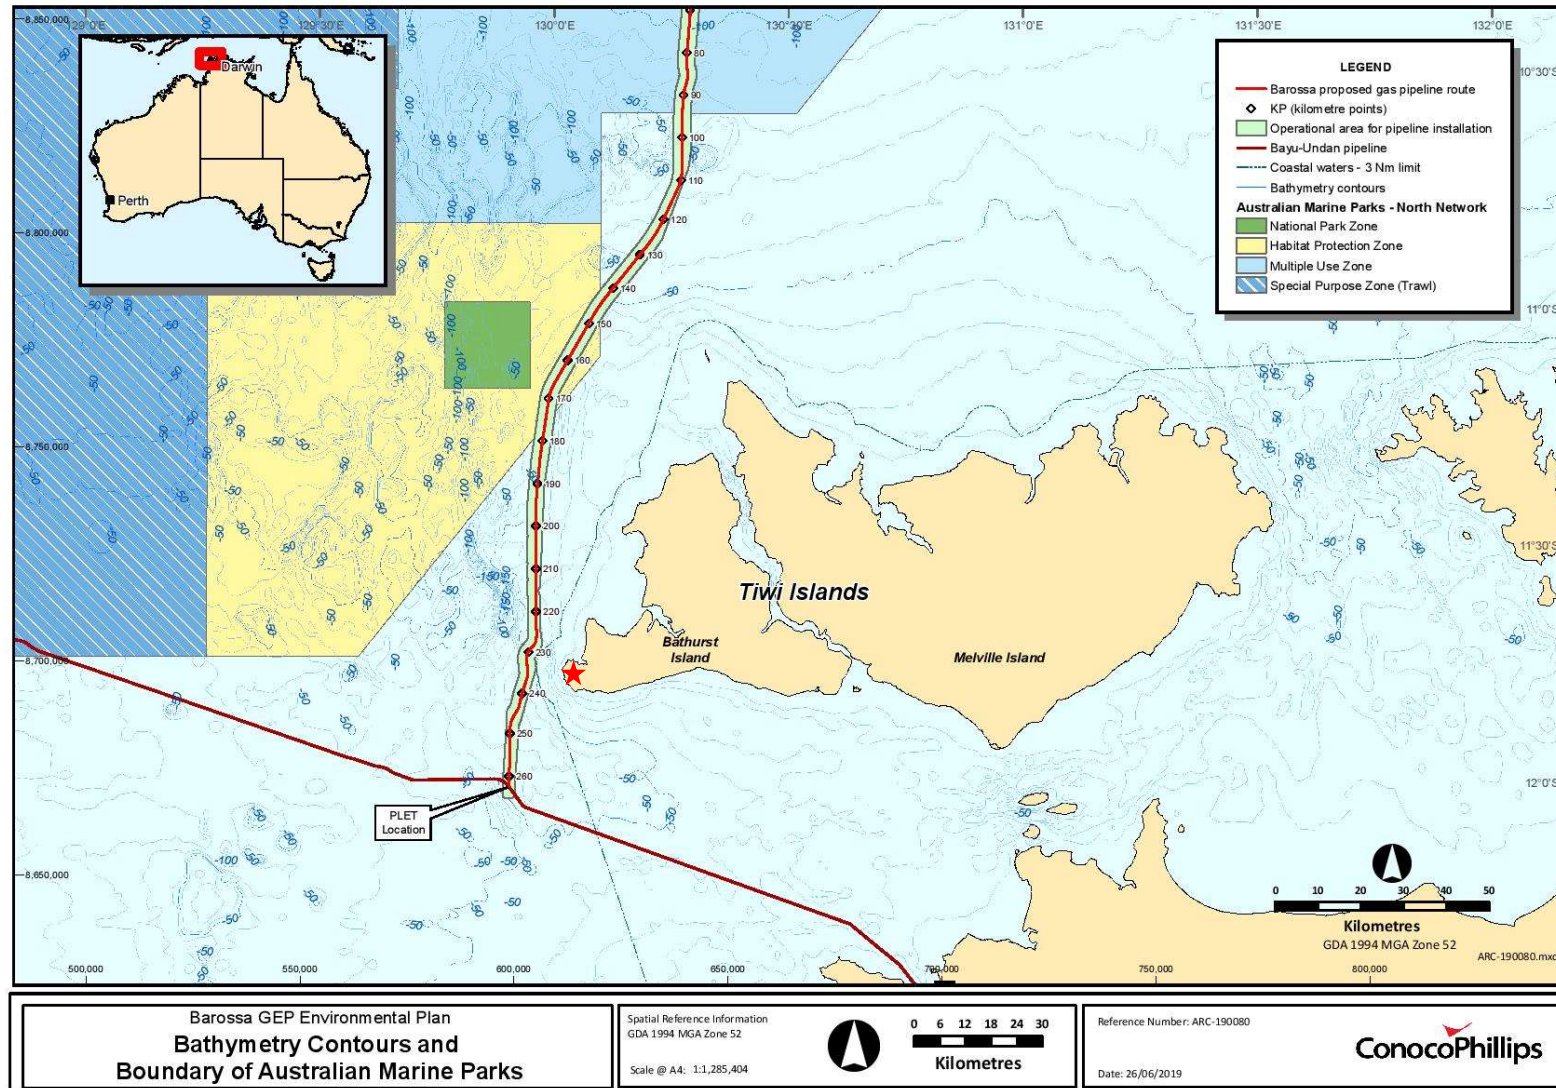 8,850,000
129°0'E
129°30'E
130°0'E
130°30'E
131°0'E
131°30'E
132°0'E
10°30'S
11°0'S
11°30'S
12°0'S
8,800,000
8,750,000
8,700,000
8,650,000
Darwin
Perth
LEGEND
Barossa proposed gas pipeline route
KP (kilometre points)
Operational area for pipeline installation
Bayu-Undan pipeline
Coastal waters - 3 Nm limit
Bathymetry contours
Australian Marine Parks - North Network
National Park Zone
Habitat Protection Zone
Multiple Use Zone
Special Purpose Zone (Trawl)
80
90
100
110
120
130
140
150
160
170
180
190
200
210
220
230
240
250
260
-50
-100
-150
Tiwi Islands
Bathurst
Island
Melville Island
PLET
Location
0 10 20 30 40 50
Kilometres
GDA 1994 MGA Zone 52
ARC-190080.mxd
500,000
550,000
600,000
650,000
700,000
750,000
800,000
Barossa GEP Environmental Plan
Bathymetry Contours and
Boundary of Australian Marine Parks
Spatial Reference Information
GDA 1994 MGA Zone 52
Scale @ A4: 1:1,285,404
0 6 12 18 24 30
Kilometres
Reference Number: ARC-190080
Date: 26/06/2019
ConocoPhillips